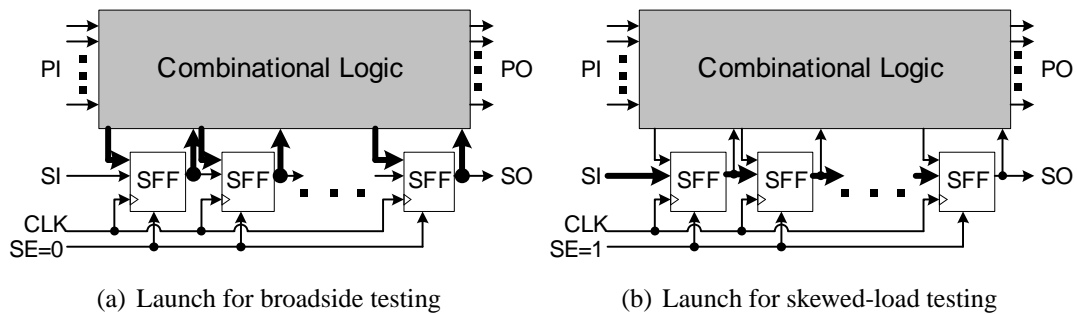 PI
Combinational Logic
PO
SI
SFF
SFF
SFF
SO
CLK
SE=0
(a) Launch for broadside testing
PI
Combinational Logic
PO
SI
SFF
SFF
SFF
SO
CLK
SE=1
(b) Launch for skewed-load testing